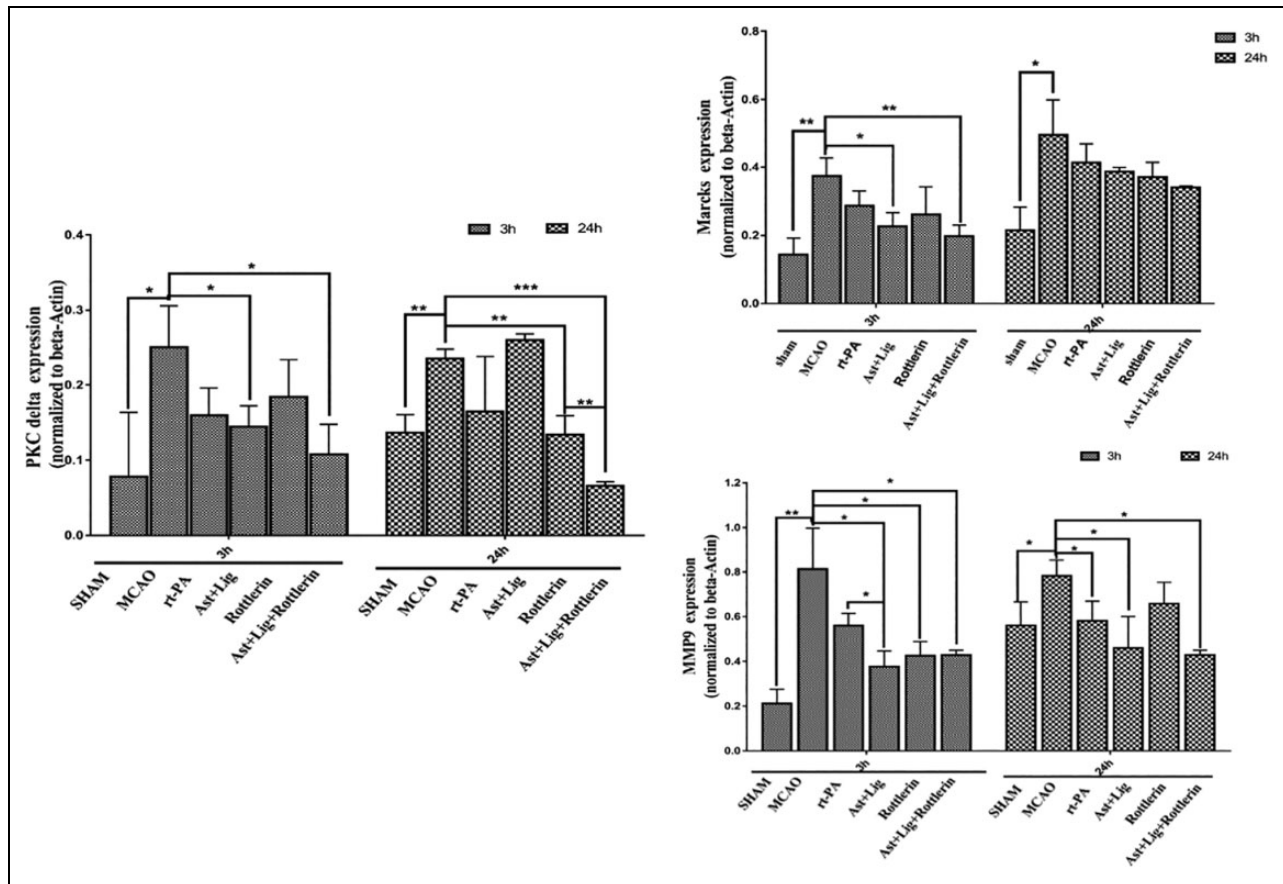 PKC delta expression
(normalized to beta-Actin)
0.4
0.3
0.2
0.1
0.0
3h
24h
*
*
*
**
**
***
**
3h
24h
SHAM
MCAO
rt-PA
Ast+Lig
Rottlerin
Ast+Lig+Rottlerin
SHAM
MCAO
rt-PA
Ast+Lig
Rottlerin
Ast+Lig+Rottlerin
Marcks expression
(normalized to beta-Actin)
0.8
0.6
0.4
0.2
0.0
3h
24h
**
*
**
*
3h
24h
sham
MCAO
rt-PA
Ast+Lig
Rottlerin
Ast+Lig+Rottlerin
sham
MCAO
rt-PA
Ast+Lig
Rottlerin
Ast+Lig+Rottlerin
MMP9 expression
(normalized to beta-Actin)
1.2
1.0
0.8
0.6
0.4
0.2
0.0
3h
24h
**
*
*
*
*
*
*
*
*
3h
24h
SHAM
MCAO
rt-PA
Ast+Lig
Rottlerin
Ast+Lig+Rottlerin
SHAM
MCAO
rt-PA
Ast+Lig
Rottlerin
Ast+Lig+Rottlerin